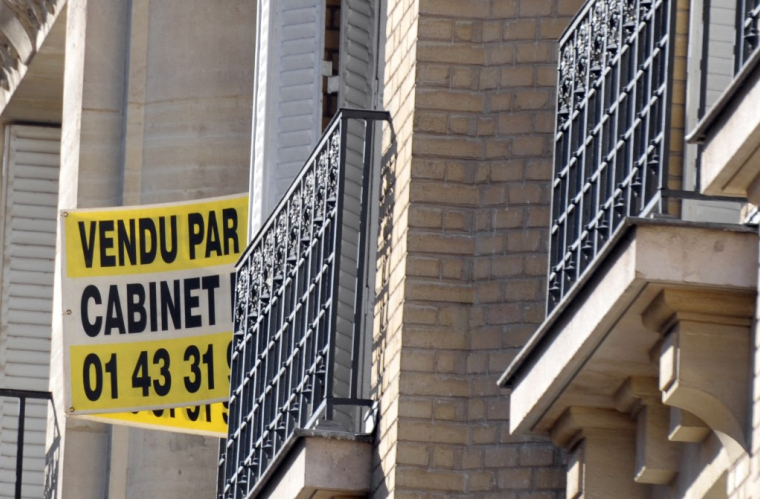 VENDU PAR
CABINET
01 43 31